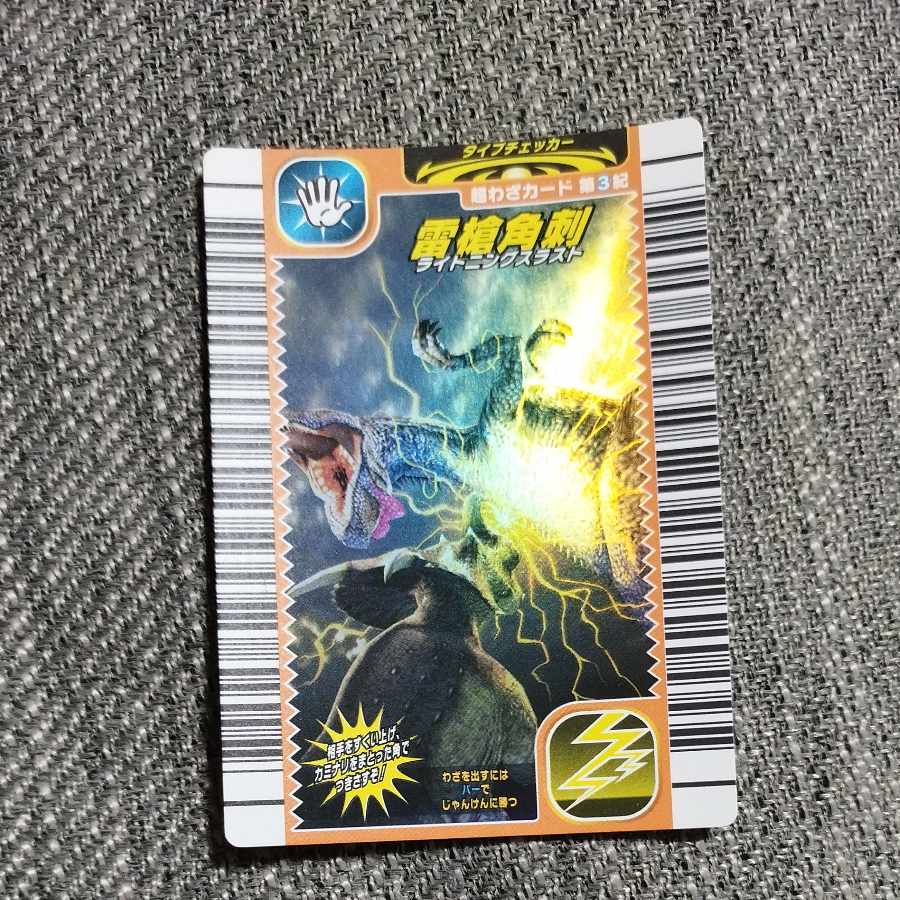 タイプチェッカー
超わざカード 第3紀
雷槍角刺
ライトニングスラスト
相手をすくい上げ、
カミナリをまとった角で
つきさすぞ!
わざを出すには
パーで
じゃんけんに勝つ